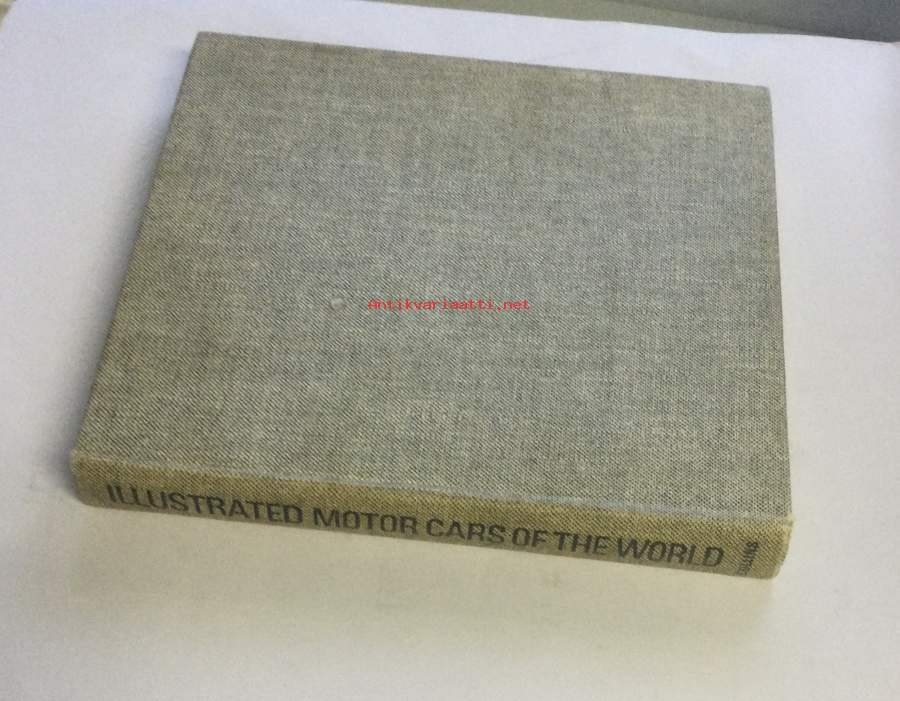 Antikvariaatti.net
ILLUSTRATED MOTOR CARS OF THE WORLD
COLLINS